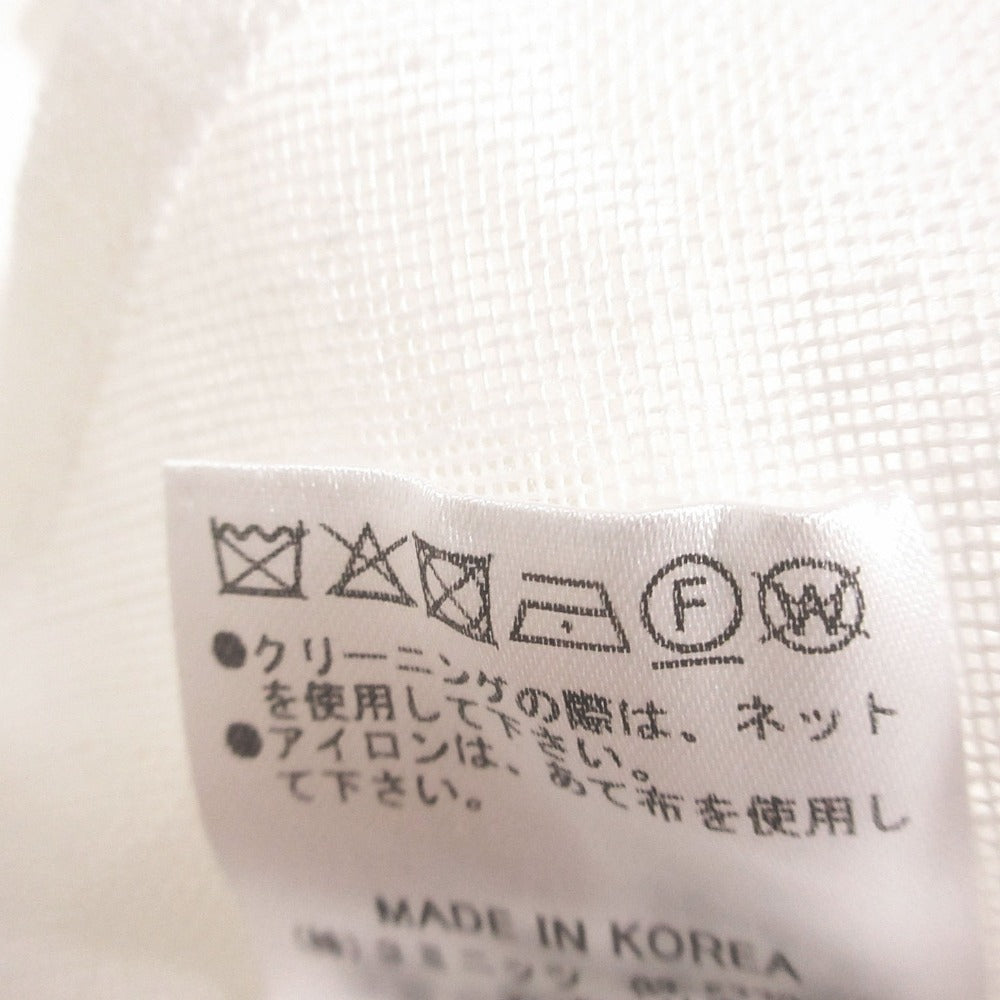 F W
●クリーニングの際は、ネット
を使用して下さい。
●アイロンは、あて布を使用し
て下さい。
MADE IN KOREA